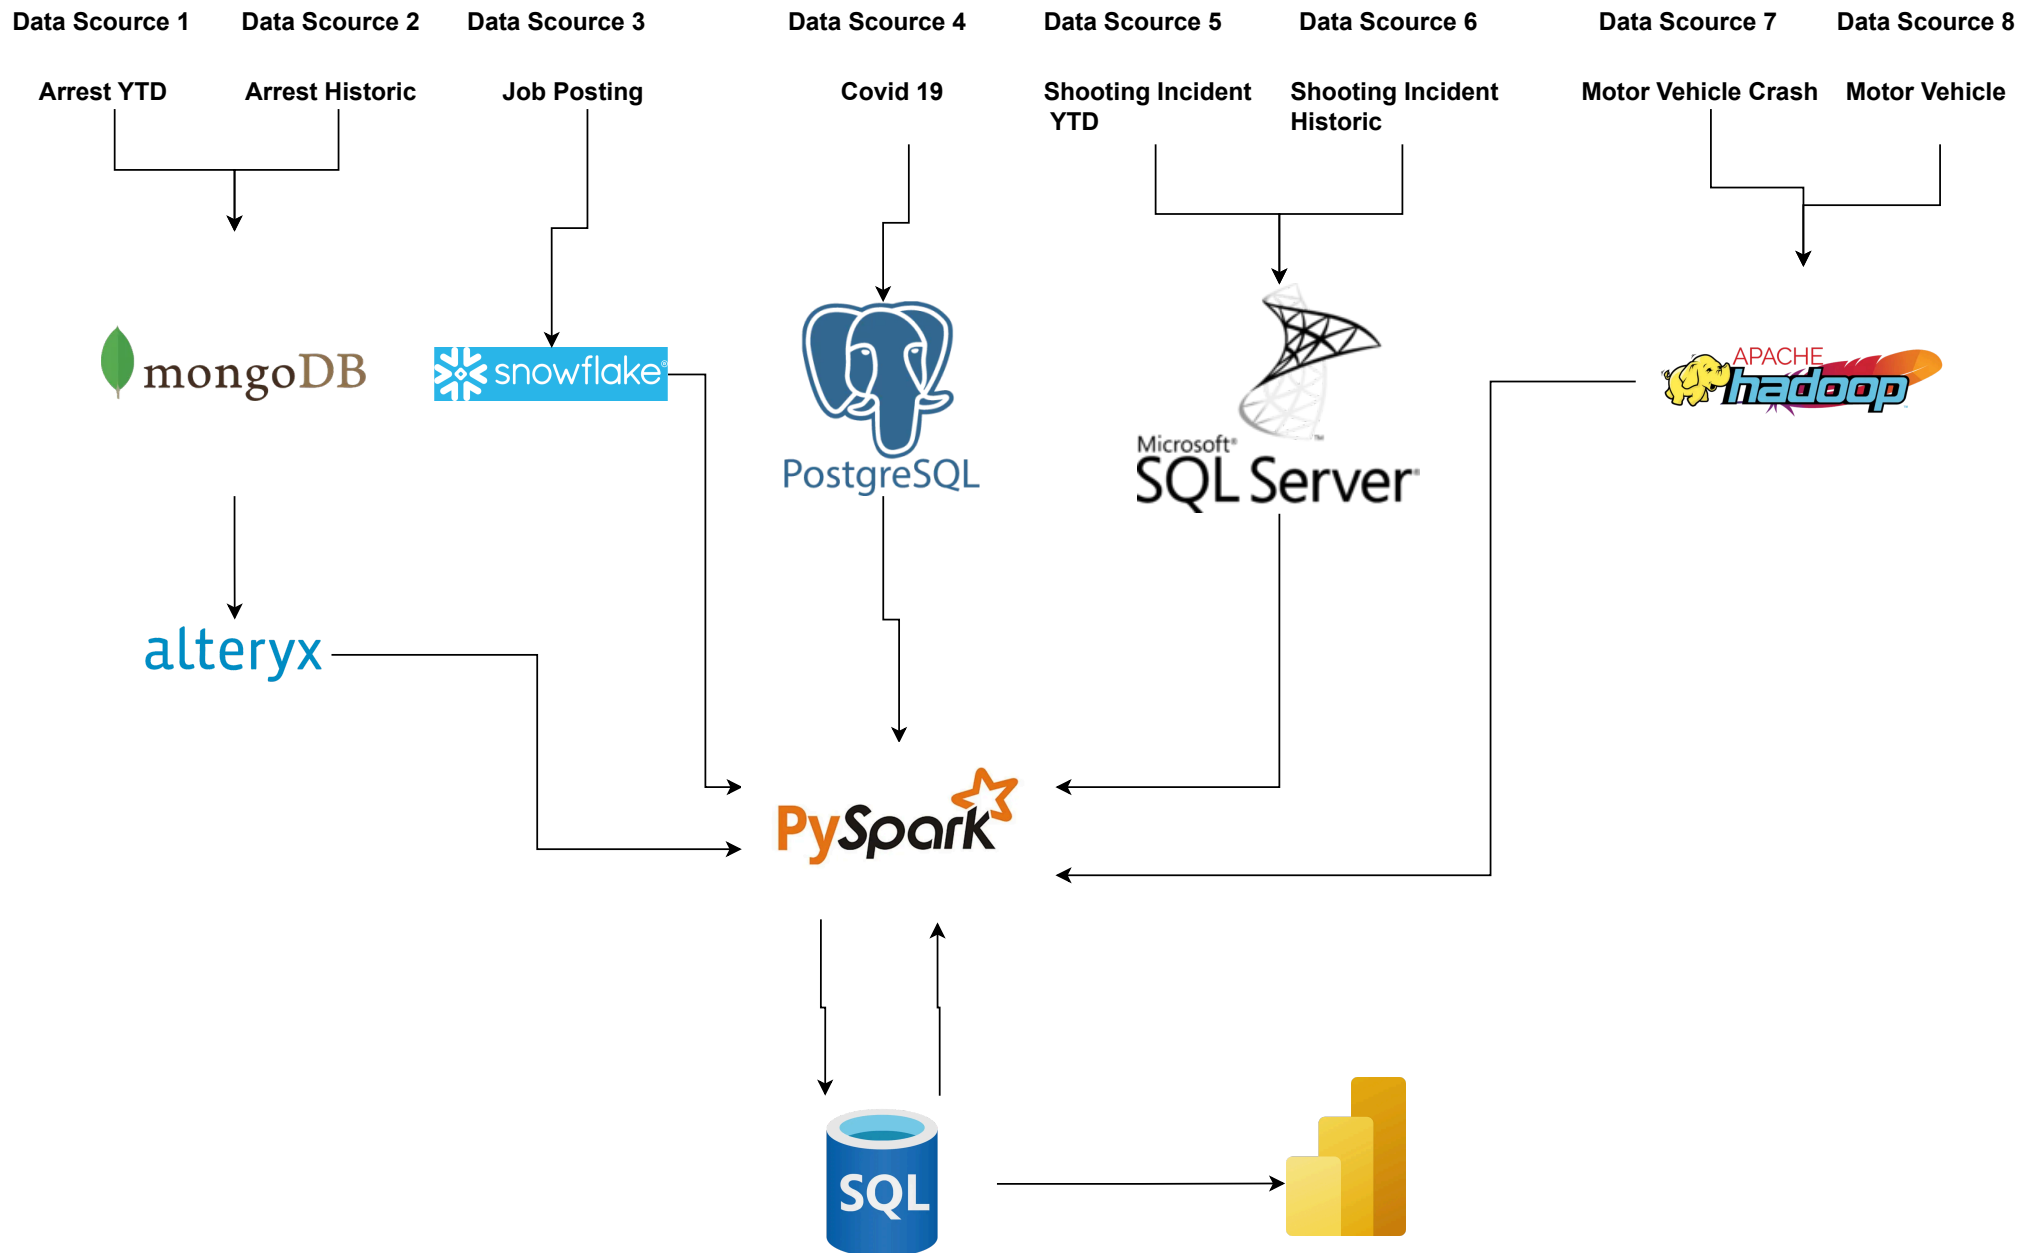 Data Scource 1
Data Scource 2
Data Scource 3
Data Scource 4
Data Scource 5
Data Scource 6
Data Scource 7
Data Scource 8
Arrest YTD
Arrest Historic
Job Posting
Covid 19
Shooting Incident
YTD
Shooting Incident
Historic
Motor Vehicle Crash
Motor Vehicle
mongoDB
snowflake®
PostgreSQL
Microsoft®
SQL Server®
APACHE
hadoop
alteryx
PySpark
SQL